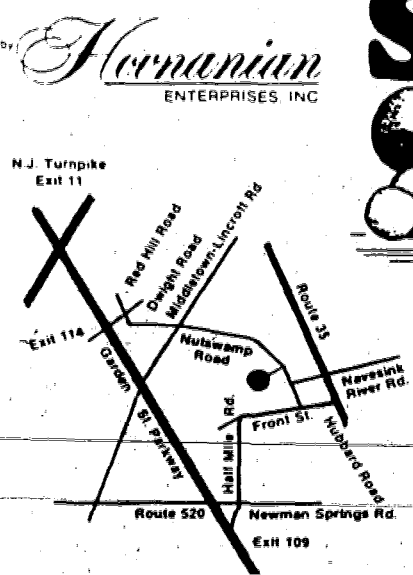 by Hovnanian
ENTERPRISES, INC
N.J. Turnpike
Exit 11
Red Hill Road
Dwight Road
Middletown-Lincroft Rd
Route 35
Exit 114
Nutswamp
Road
Garden
St. Parkway
Navesink
River Rd.
Half Mile Rd.
Front St.
Hubbard Road
Route 520
Newman Springs Rd.
Exit 109